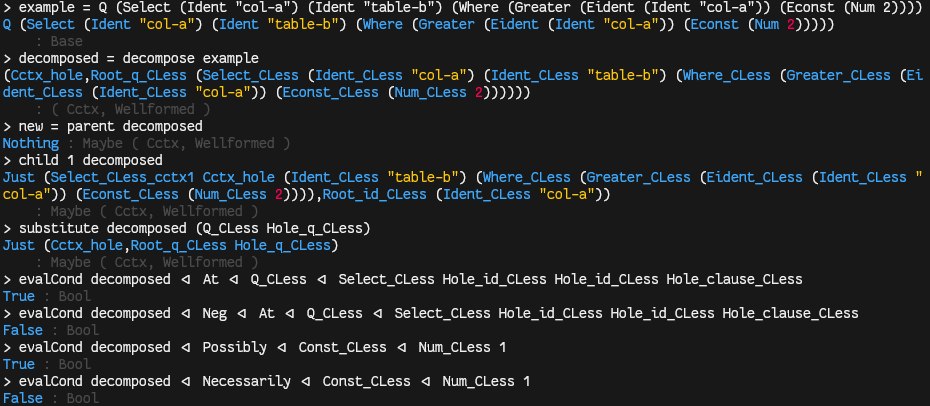 > example = Q (Select (Ident "col-a") (Ident "table-b") (Where (Greater (Eident (Ident "col-a")) (Econst (Num 2)))))
Q (Select (Ident "col-a") (Ident "table-b") (Where (Greater (Eident (Ident "col-a")) (Econst (Num 2)))))
: Base
> decomposed = decompose example
(Cctx_hole,Root_q_CLess (Select_CLess (Ident_CLess "col-a") (Ident_CLess "table-b") (Where_CLess (Greater_CLess (Ei
dent_CLess (Ident_CLess "col-a")) (Econst_CLess (Num_CLess 2))))))
: ( Cctx, Wellformed )
> new = parent decomposed
Nothing : Maybe ( Cctx, Wellformed )
> child 1 decomposed
Just (Select_CLess_cctx1 Cctx_hole (Ident_CLess "table-b") (Where_CLess (Greater_CLess (Eident_CLess (Ident_CLess "
col-a")) (Econst_CLess (Num_CLess 2)))),Root_id_CLess (Ident_CLess "col-a"))
: Maybe ( Cctx, Wellformed )
> substitute decomposed (Q_CLess Hole_q_CLess)
Just (Cctx_hole,Root_q_CLess Hole_q_CLess)
: Maybe ( Cctx, Wellformed )
> evalCond decomposed ⊲ At ⊲ Q_CLess ⊲ Select_CLess Hole_id_CLess Hole_id_CLess Hole_clause_CLess
True : Bool
> evalCond decomposed ⊲ Neg ⊲ At ⊲ Q_CLess ⊲ Select_CLess Hole_id_CLess Hole_id_CLess Hole_clause_CLess
False : Bool
> evalCond decomposed ⊲ Possibly ⊲ Const_CLess ⊲ Num_CLess 1
True : Bool
> evalCond decomposed ⊲ Necessarily ⊲ Const_CLess ⊲ Num_CLess 1
False : Bool